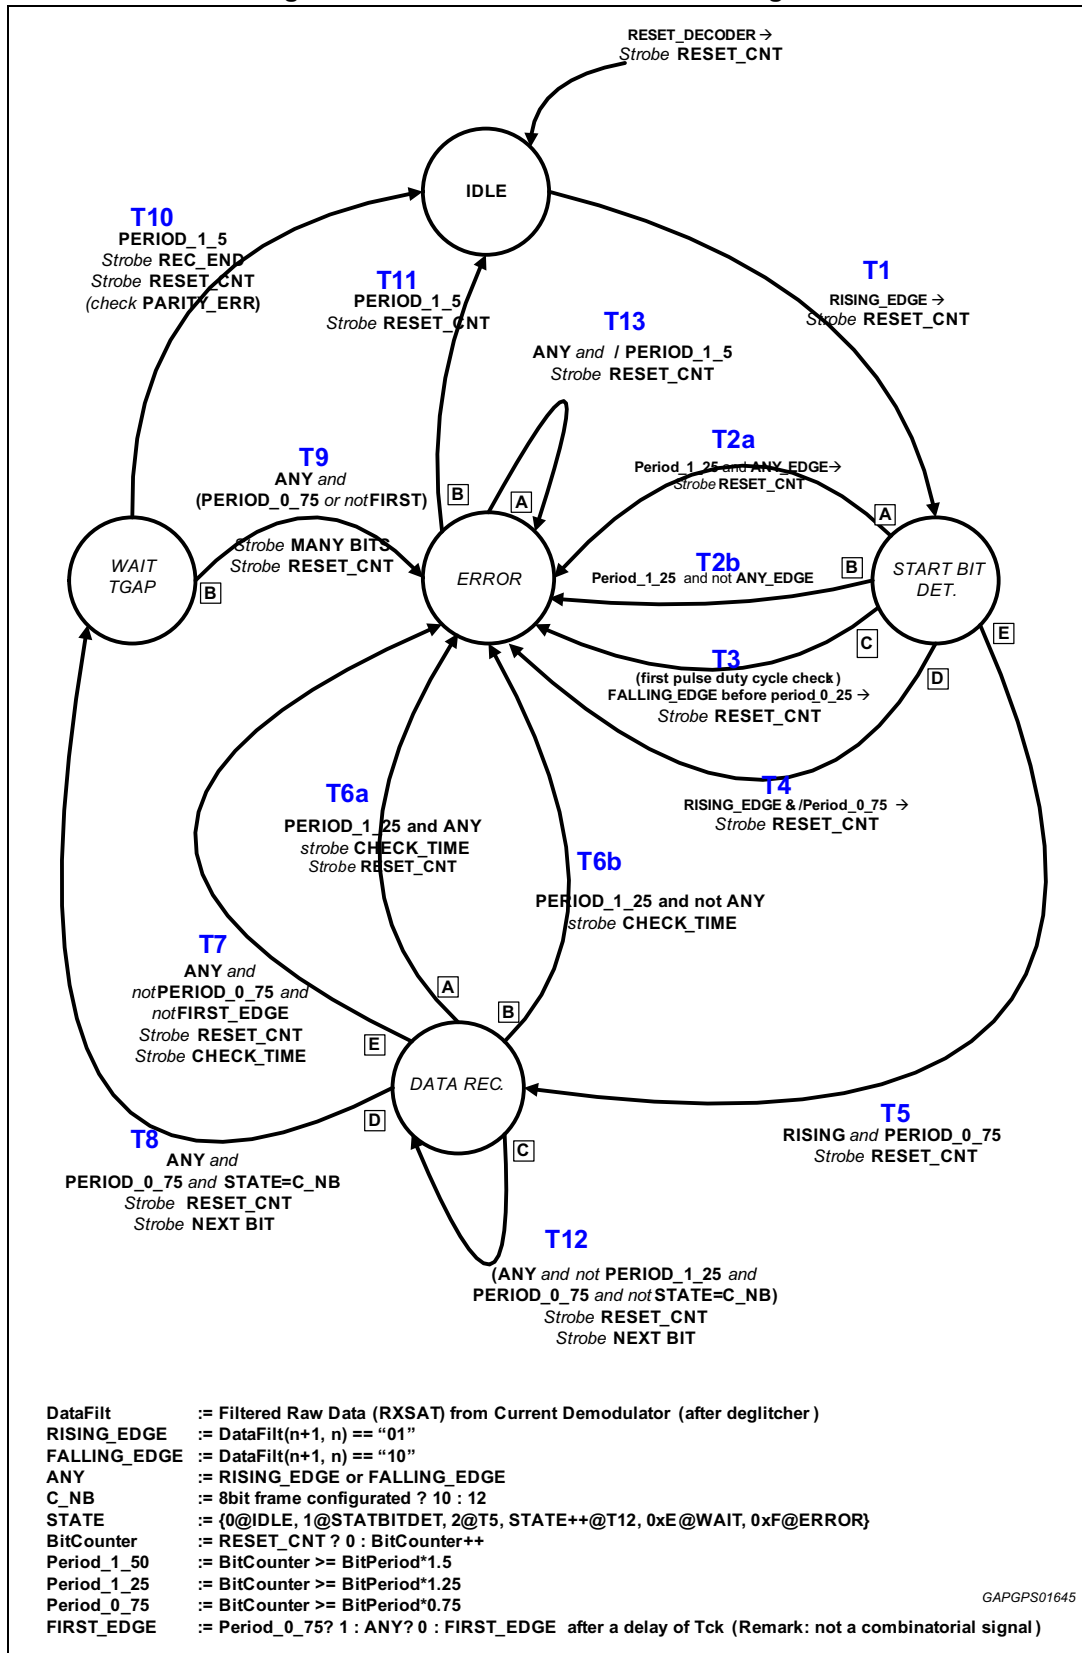 RESET_DECODER →
Strobe RESET_CNT
IDLE
T10
PERIOD_1_5
Strobe REC_END
Strobe RESET_CNT
(check PARITY_ERR)
T11
PERIOD_1_5
Strobe RESET_CNT
T1
RISING_EDGE →
Strobe RESET_CNT
T13
ANY and / PERIOD_1_5
Strobe RESET_CNT
T2a
Period_1_25 and ANY_EDGE→
Strobe RESET_CNT
T9
ANY and
(PERIOD_0_75 or not FIRST)
Strobe MANY BITS
Strobe RESET_CNT
B
A
A
WAIT
TGAP
B
ERROR
T2b
Period_1_25 and not ANY_EDGE
B
START BIT
DET.
C
E
D
T3
(first pulse duty cycle check)
FALLING_EDGE before period_0_25 →
Strobe RESET_CNT
T4
RISING_EDGE & /Period_0_75 →
Strobe RESET_CNT
T6a
PERIOD_1_25 and ANY
strobe CHECK_TIME
Strobe RESET_CNT
T6b
PERIOD_1_25 and not ANY
strobe CHECK_TIME
T7
ANY and
not PERIOD_0_75 and
not FIRST_EDGE
Strobe RESET_CNT
Strobe CHECK_TIME
A
B
E
DATA REC.
D
C
T5
RISING and PERIOD_0_75
Strobe RESET_CNT
T8
ANY and
PERIOD_0_75 and STATE=C_NB
Strobe RESET_CNT
Strobe NEXT BIT
T12
(ANY and not PERIOD_1_25 and
PERIOD_0_75 and not STATE=C_NB)
Strobe RESET_CNT
Strobe NEXT BIT
DataFilt := Filtered Raw Data (RXSAT) from Current Demodulator (after deglitcher)
RISING_EDGE := DataFilt(n+1, n) == “01”
FALLING_EDGE := DataFilt(n+1, n) == “10”
ANY := RISING_EDGE or FALLING_EDGE
C_NB := 8bit frame configurated ? 10 : 12
STATE := {0@IDLE, 1@STATBITDET, 2@T5, STATE++@T12, 0xE@WAIT, 0xF@ERROR}
BitCounter := RESET_CNT ? 0 : BitCounter++
Period_1_50 := BitCounter >= BitPeriod*1.5
Period_1_25 := BitCounter >= BitPeriod*1.25
Period_0_75 := BitCounter >= BitPeriod*0.75
FIRST_EDGE := Period_0_75? 1 : ANY? 0 : FIRST_EDGE after a delay of Tck (Remark: not a combinatorial signal)
GAPGPS01645